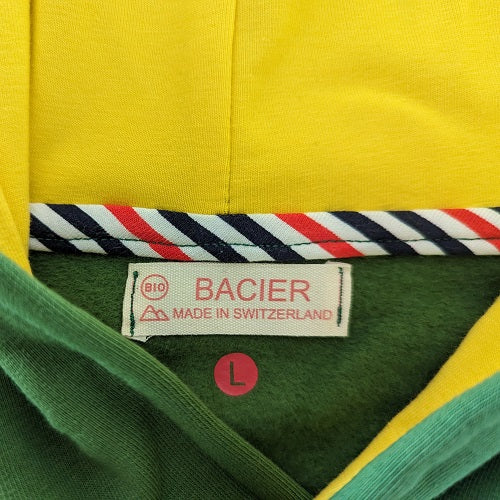 BIO BACIER
MADE IN SWITZERLAND
L